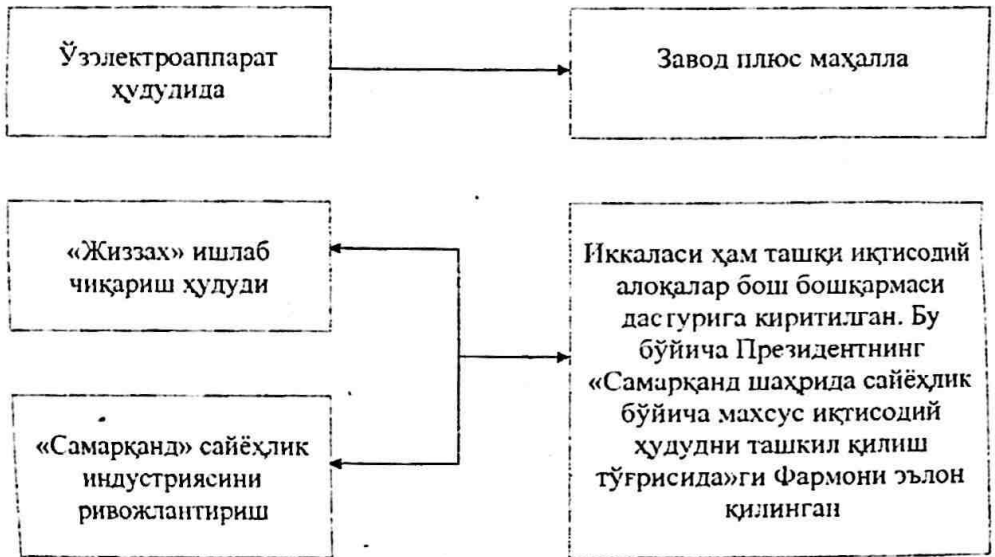 Ўзэлектроаппарат
ҳудулида
Завод плюс маҳалла
«Жиззах» ишлаб
чиқариш ҳудуди
«Самарқанд» сайёҳлик
индустриясини
ривожлантириш
Иккаласи ҳам ташқи иқтисодий
алоқалар бош бошқармаси
дастурига киритилган. Бу
бўйича Президентнинг
«Самарқанд шаҳрида сайёҳлик
бўйича махсус иқтисодий
ҳудудни ташкил қилиш
тўғрисида»ги Фармони эълон
қилинган